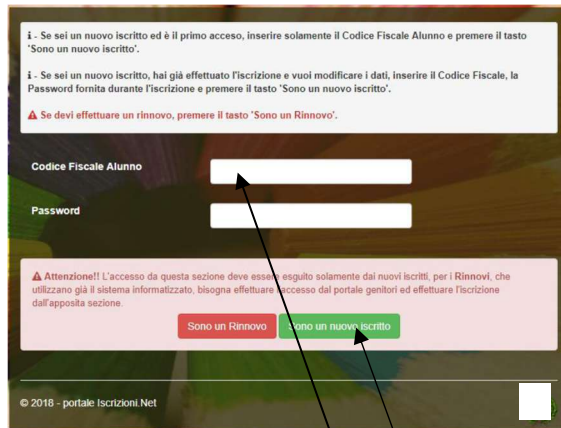 i - Se sei un nuovo iscritto ed è il primo accesso, inserire solamente il Codice Fiscale Alunno e premere il tasto
'Sono un nuovo iscritto'.
i - Se sei un nuovo iscritto, hai già effettuato l'iscrizione e vuoi modificare i dati, inserire il Codice Fiscale, la
Password fornita durante l'iscrizione e premere il tasto 'Sono un nuovo iscritto'.
Se devi effettuare un rinnovo, premere il tasto 'Sono un Rinnovo'.
Codice Fiscale Alunno
Password
Attenzione!! L'accesso da questa sezione deve essere esguito solamente dai nuovi iscritti, per i Rinnovi, che
utilizzano già il sistema informatizzato, bisogna effettuare l'accesso dal portale genitori ed effettuare l'iscrizione
dall'apposita sezione.
Sono un Rinnovo Sono un nuovo iscritto
© 2018 - portale Iscrizioni.Net